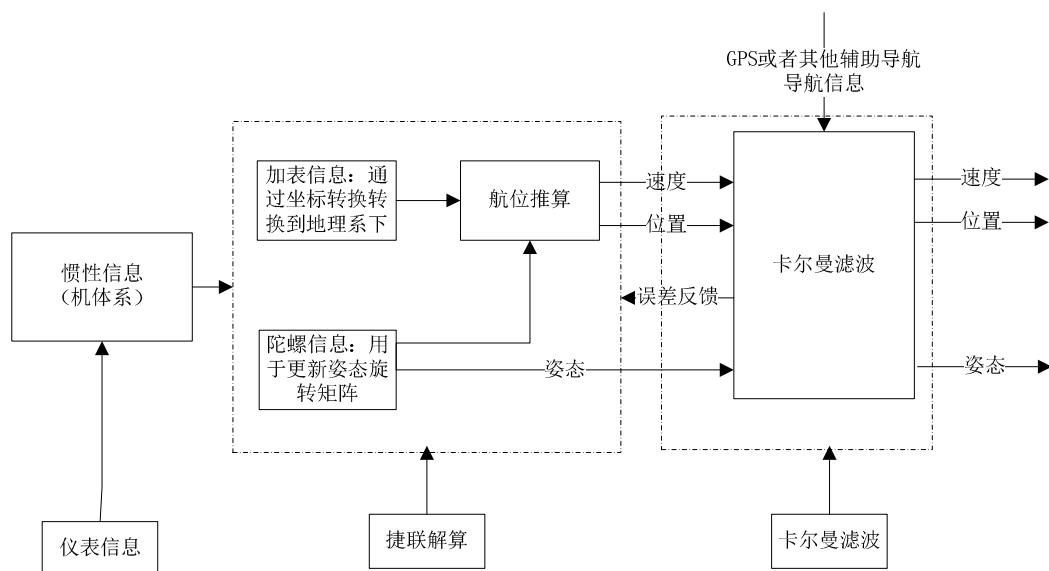 GPS或者其他辅助导航
导航信息
加表信息：通
过坐标转换转
换到地理系下
航位推算
速度
位置
速度
位置
惯性信息
（机体系）
卡尔曼滤波
误差反馈
陀螺信息：用
于更新姿态旋
转矩阵
姿态
姿态
仪表信息
捷联解算
卡尔曼滤波